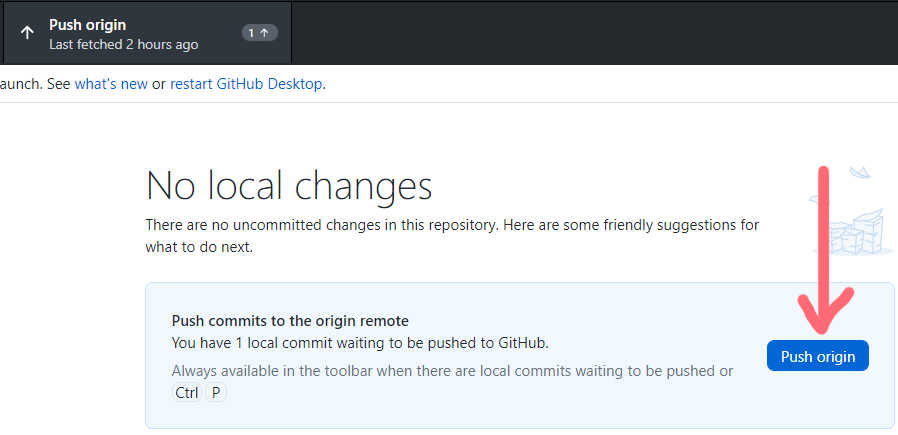 Push origin
Last fetched 2 hours ago
1
aunch. See what's new or restart GitHub Desktop.
No local changes
There are no uncommitted changes in this repository. Here are some friendly suggestions for
what to do next.
Push commits to the origin remote
You have 1 local commit waiting to be pushed to GitHub.
Always available in the toolbar when there are local commits waiting to be pushed or
Ctrl P
Push origin